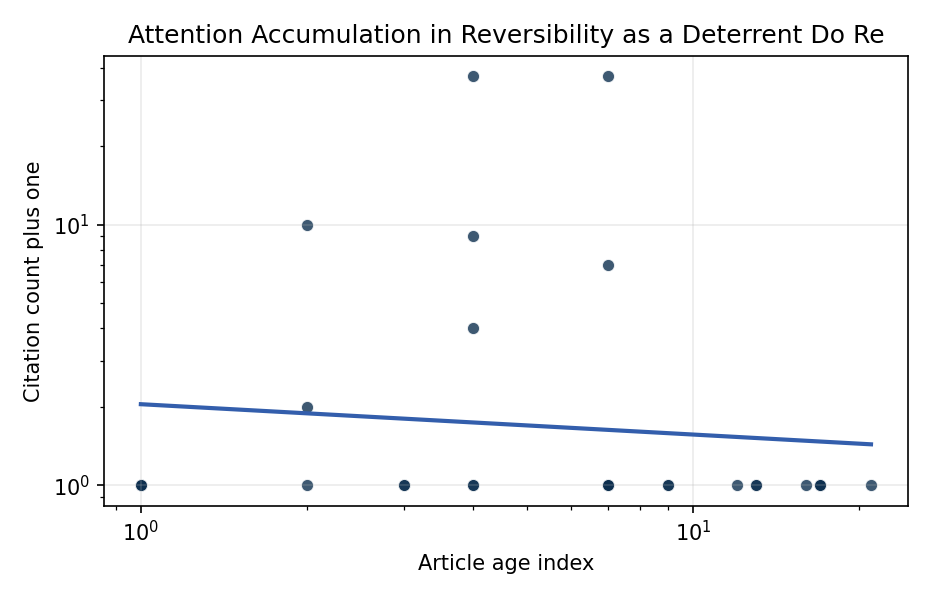 Attention Accumulation in Reversibility as a Deterrent Do Re
Citation count plus one
10¹
10⁰
10⁰
10¹
Article age index